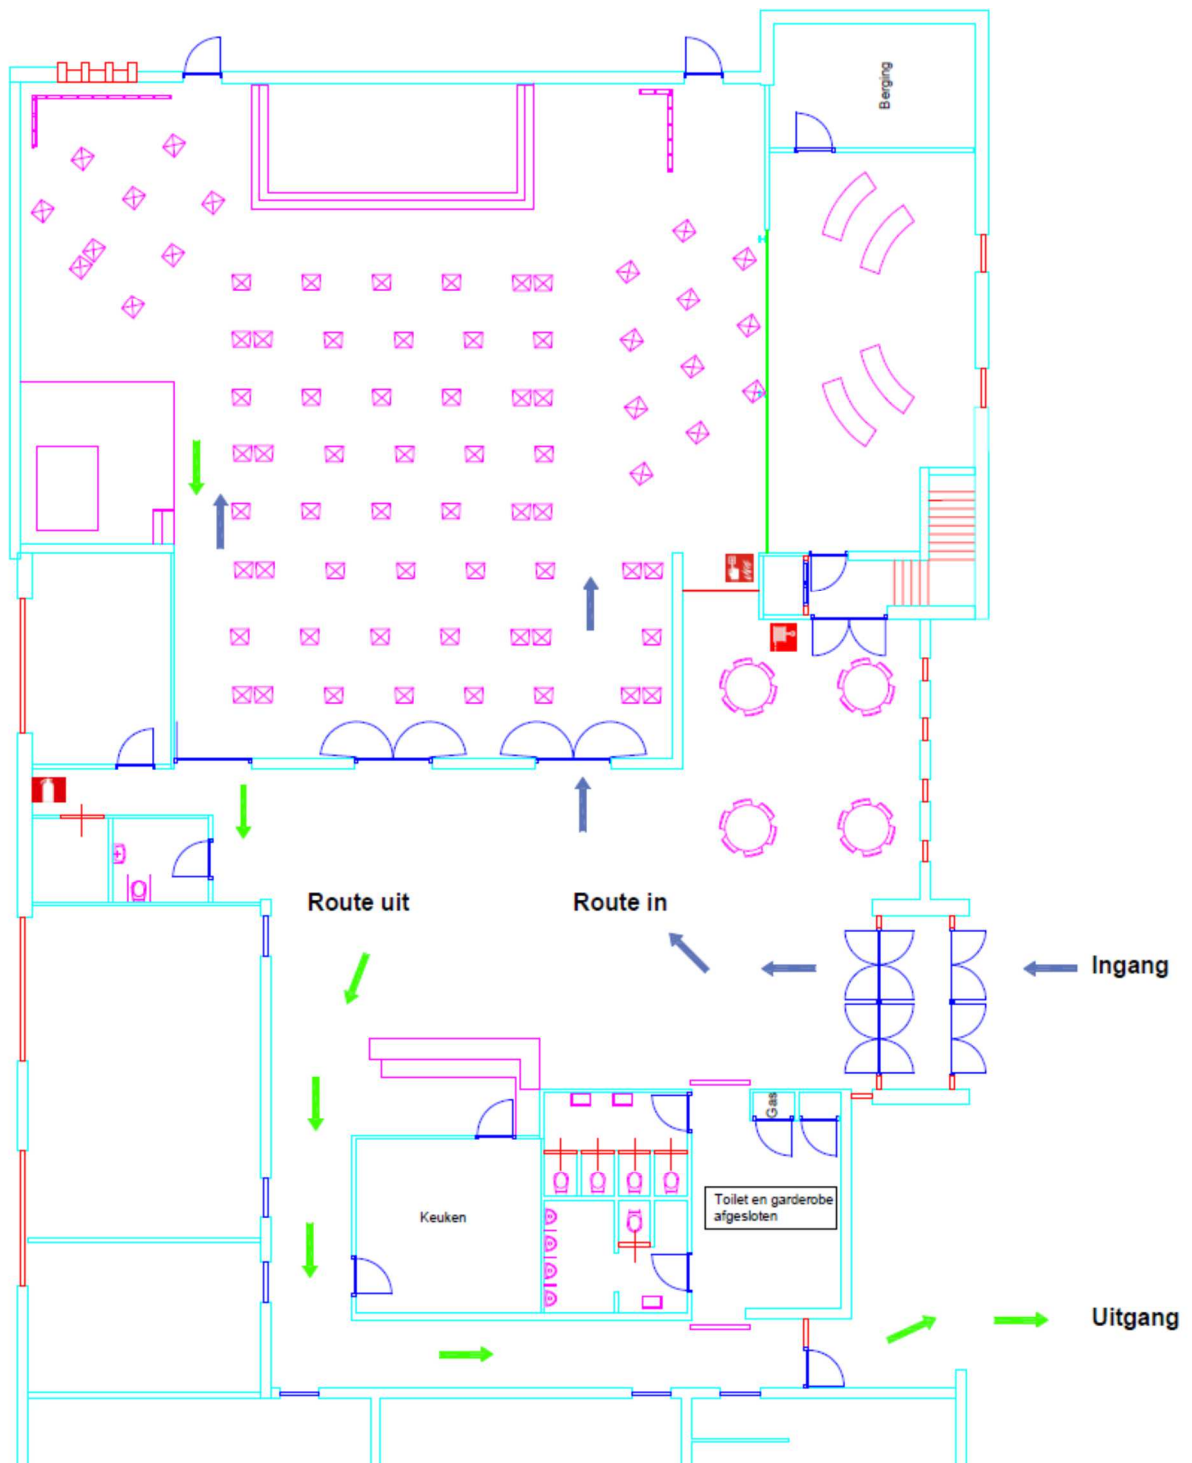 Berging
Route uit
Route in
Ingang
Gas
Toilet en garderobe
afgesloten
Keuken
Uitgang